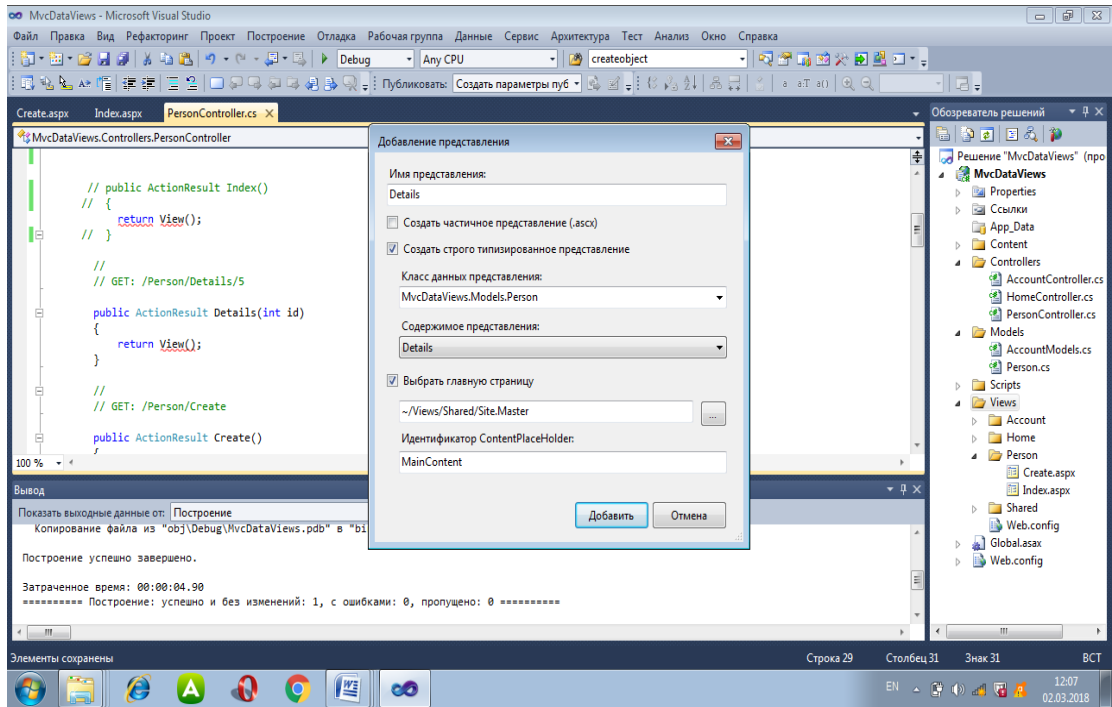 MvcDataViews - Microsoft Visual Studio
Файл Правка Вид Рефакторинг Проект Построение Отладка Рабочая группа Данные Сервис Архитектура Тест Анализ Окно Справка
Debug Any CPU createobject
Публиковать: Создать параметры пуб
Create.aspx Index.aspx PersonController.cs
MvcDataViews.Controllers.PersonController
// public ActionResult Index()
// {
return View();
// }
//
// GET: /Person/Details/5
public ActionResult Details(int id)
{
return View();
}
//
// GET: /Person/Create
public ActionResult Create()
{
100 %
Добавление представления
Имя представления:
Details
Создать частичное представление (.ascx)
Создать строго типизированное представление
Класс данных представления:
MvcDataViews.Models.Person
Содержимое представления:
Details
Выбрать главную страницу
~/Views/Shared/Site.Master
...
Идентификатор ContentPlaceHolder:
MainContent
Добавить Отмена
Обозреватель решений
Решение "MvcDataViews" (про
MvcDataViews
Properties
Ссылки
App_Data
Content
Controllers
AccountController.cs
HomeController.cs
PersonController.cs
Models
AccountModels.cs
Person.cs
Scripts
Views
Account
Home
Person
Create.aspx
Index.aspx
Shared
Web.config
Global.asax
Web.config
Вывод
Показать выходные данные от: Построение
Копирование файла из "obj\Debug\MvcDataViews.pdb" в "bi
Построение успешно завершено.
Затраченное время: 00:00:04.90
========== Построение: успешно и без изменений: 1, с ошибками: 0, пропущено: 0 ==========
Элементы сохранены Строка 29 Столбец 31 Знак 31 ВСТ
EN 12:07
02.03.2018